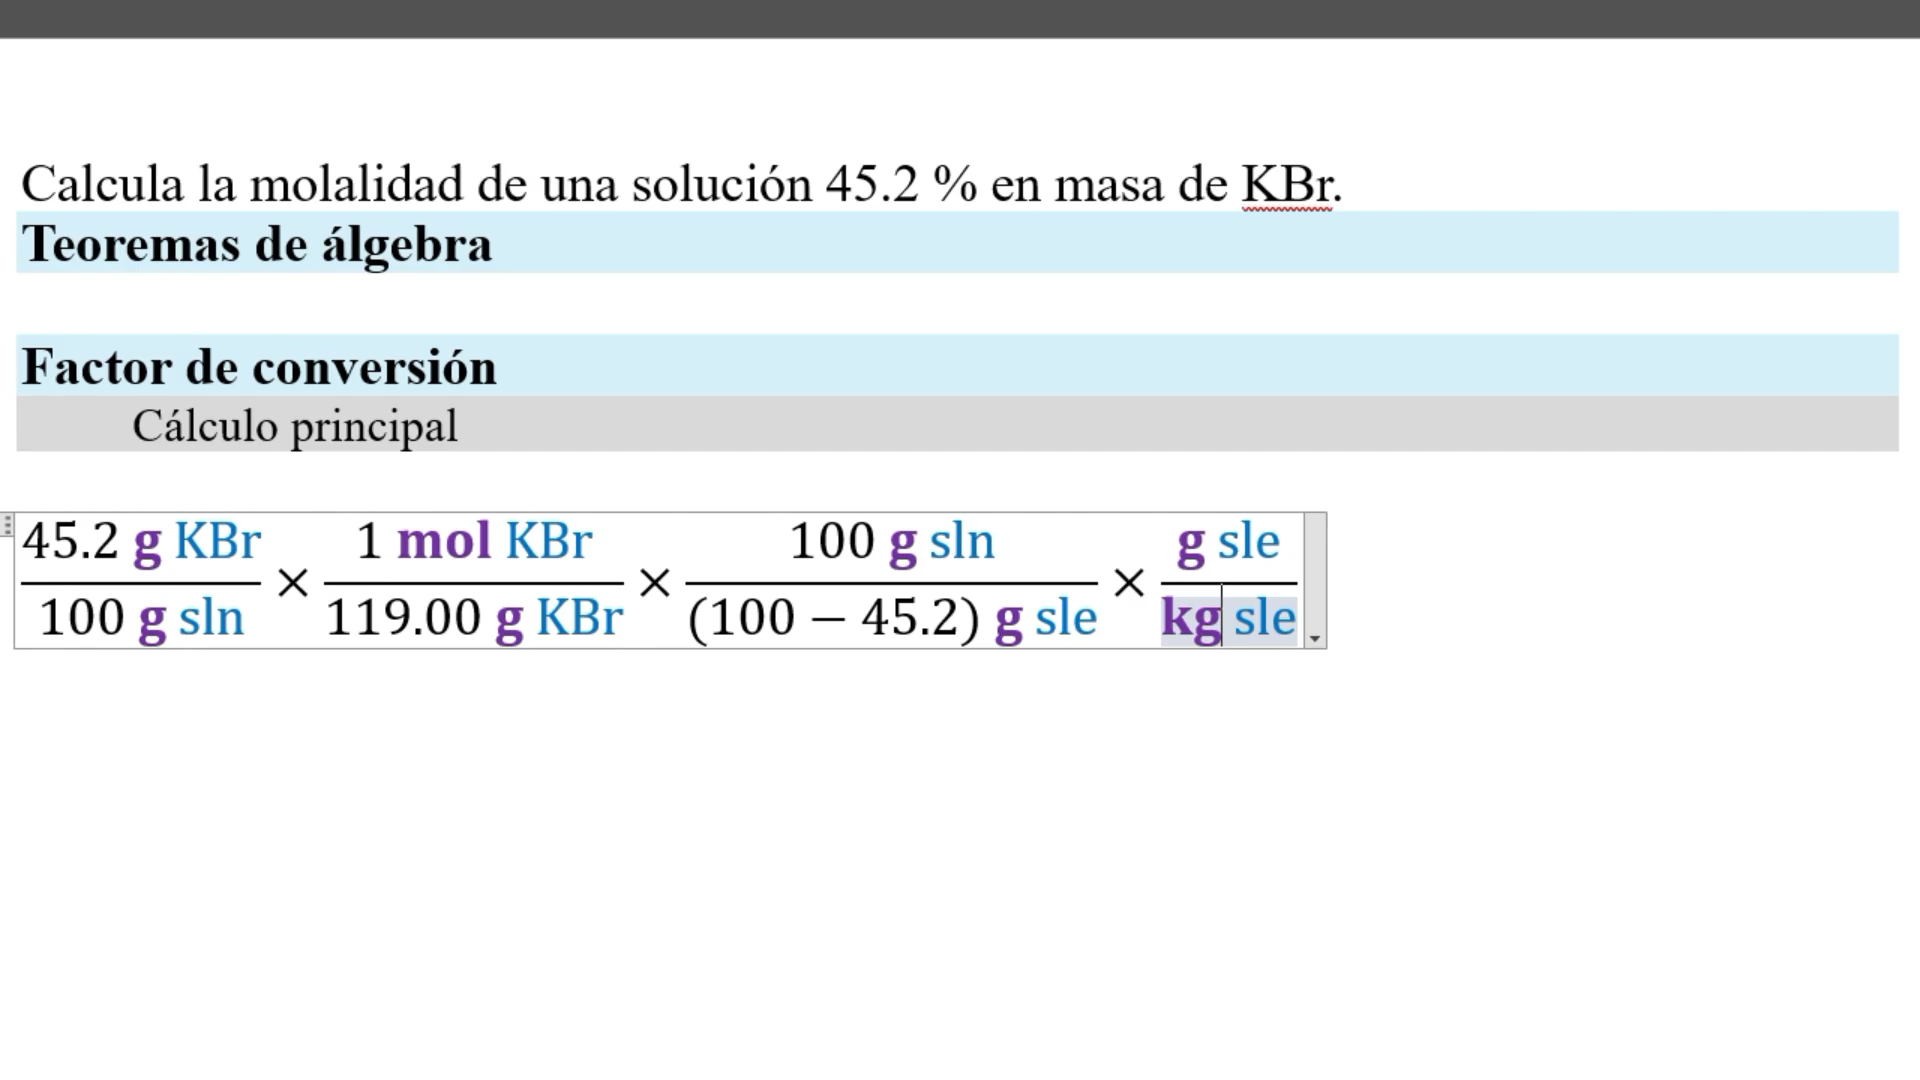 Calcula la molalidad de una solución 45.2 % en masa de KBr.
Teoremas de álgebra
Factor de conversión
Cálculo principal
45.2 g KBr / 100 g sln × 1 mol KBr / 119.00 g KBr × 100 g sln / (100 − 45.2) g sle × g sle / kg sle